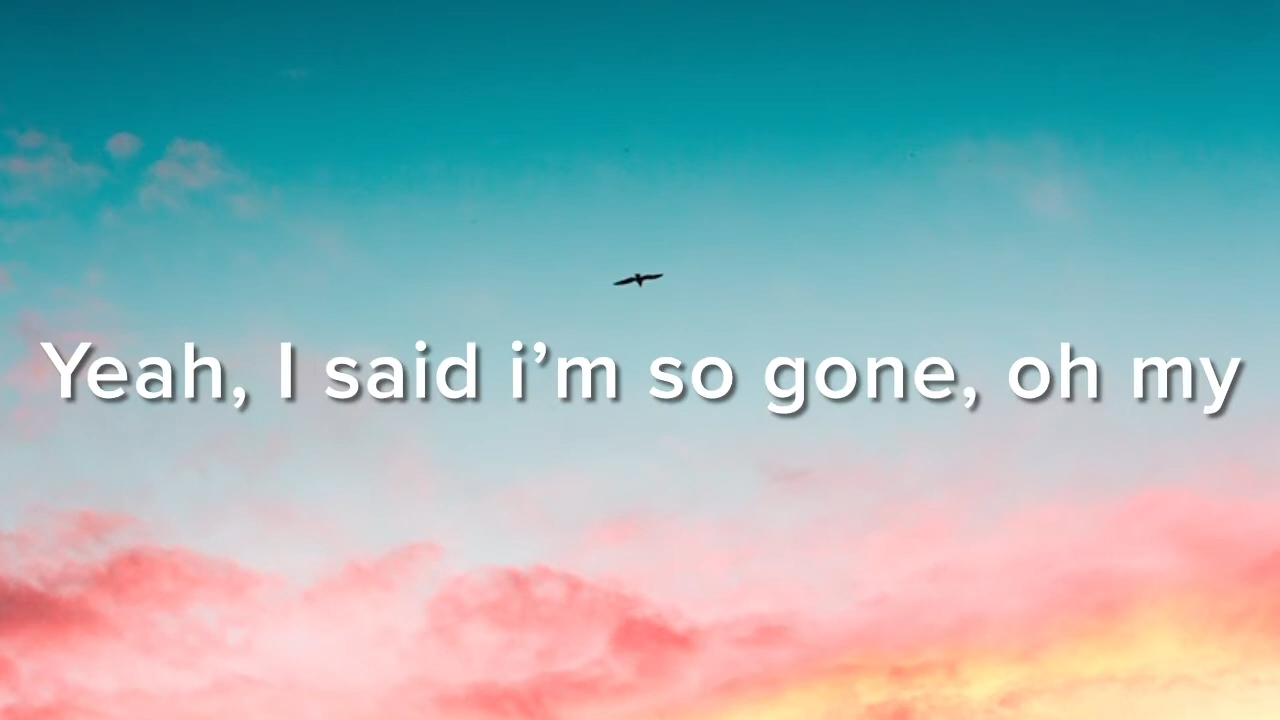 Yeah, I said i’m so gone, oh my